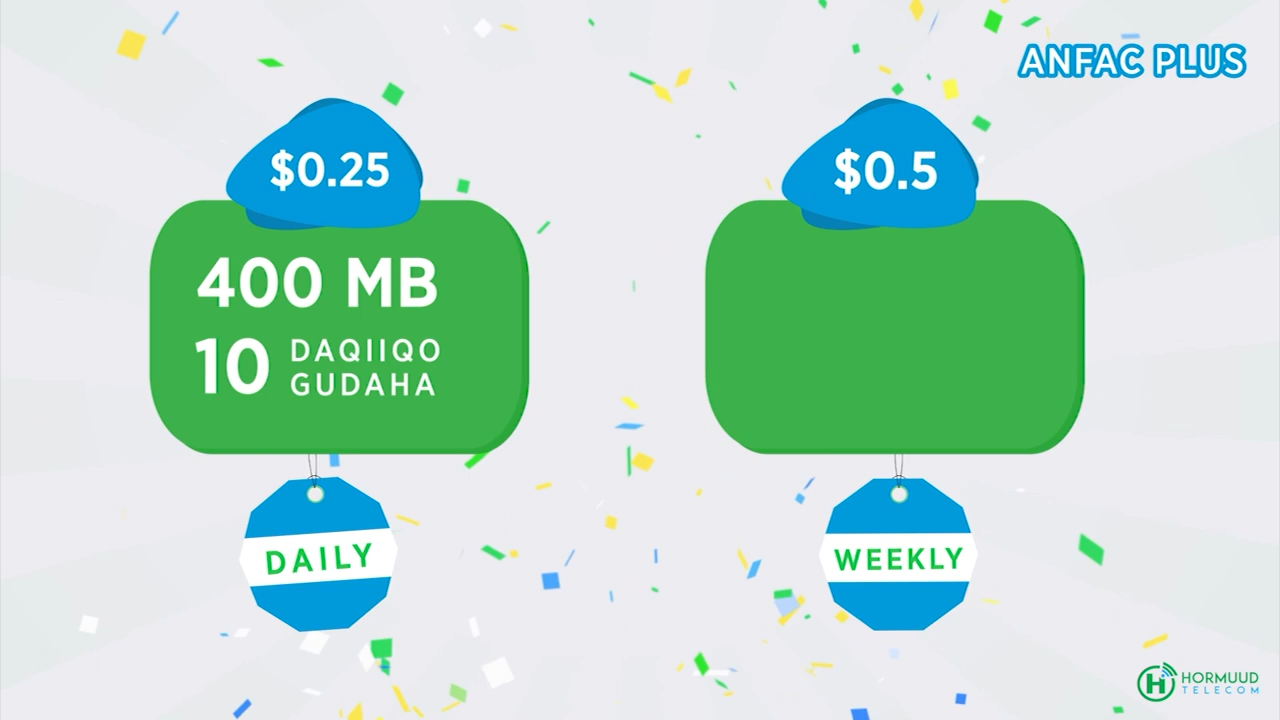 ANFAC PLUS
$0.25
400 MB
10 DAQIIQO
GUDAHA
DAILY
$0.5
WEEKLY
HORMUUD
TELECOM